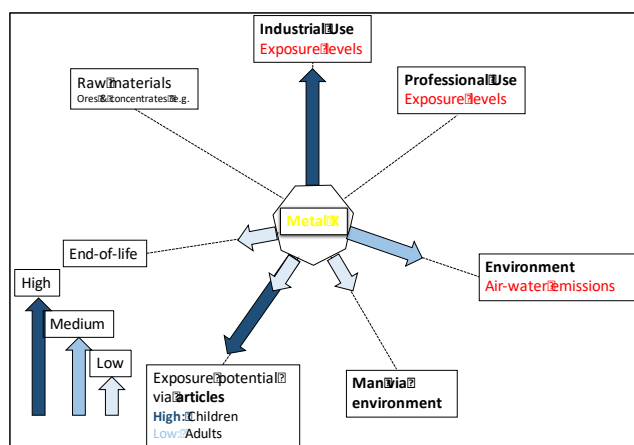 Industrial Use
Exposure levels
Raw materials
Ores & concentrates e.g.
Professional Use
Exposure levels
Metal X
End-of-life
High
Environment
Air-water emissions
Medium
Low
Exposure potential
via articles
High: Children
Low: Adults
Man via
environment